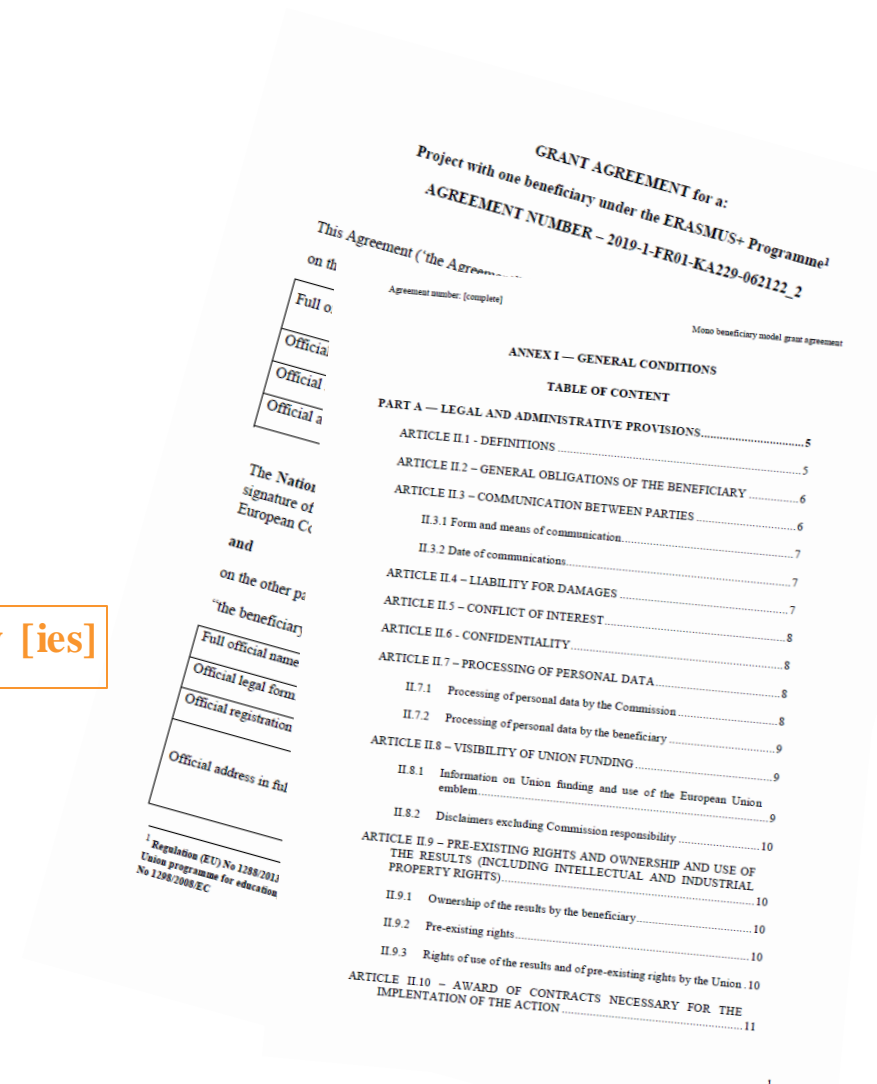 GRANT AGREEMENT for a:
Project with one beneficiary under the ERASMUS+ Programme¹
AGREEMENT NUMBER – 2019-1-FR01-KA229-062122_2
This Agreement ('the
on
Full
Official
Official
Official
The
signature of
European
and
on the other
"the beneficiary
Full official name
Official legal form
Official registration
Official address in
¹ Regulation (EU) No
Union programme for education
No 1298/2008/EC
[ies]
Agreement number: [complete]
Mono beneficiary model grant agreement
ANNEX I — GENERAL CONDITIONS
TABLE OF CONTENT
PART A — LEGAL AND ADMINISTRATIVE PROVISIONS................................5
ARTICLE II.1 - DEFINITIONS ................................5
ARTICLE II.2 – GENERAL OBLIGATIONS OF THE BENEFICIARY ..............6
ARTICLE II.3 – COMMUNICATION BETWEEN PARTIES ................................6
II.3.1 Form and means of communication................................7
II.3.2 Date of communications................................7
ARTICLE II.4 – LIABILITY FOR DAMAGES ................................7
ARTICLE II.5 – CONFLICT OF INTEREST................................8
ARTICLE II.6 - CONFIDENTIALITY................................8
ARTICLE II.7 – PROCESSING OF PERSONAL DATA................................8
II.7.1 Processing of personal data by the Commission ................................8
II.7.2 Processing of personal data by the beneficiary ................................9
ARTICLE II.8 – VISIBILITY OF UNION FUNDING ................................9
II.8.1 Information on Union funding and use of the European Union
emblem................................9
II.8.2 Disclaimers excluding Commission responsibility ................................10
ARTICLE II.9 – PRE-EXISTING RIGHTS AND OWNERSHIP AND USE OF
THE RESULTS (INCLUDING INTELLECTUAL AND INDUSTRIAL
PROPERTY RIGHTS)................................10
II.9.1 Ownership of the results by the beneficiary................................10
II.9.2 Pre-existing rights................................10
II.9.3 Rights of use of the results and of pre-existing rights by the Union .10
ARTICLE II.10 – AWARD OF CONTRACTS NECESSARY FOR THE
IMPLENTATION OF THE ACTION ................................11